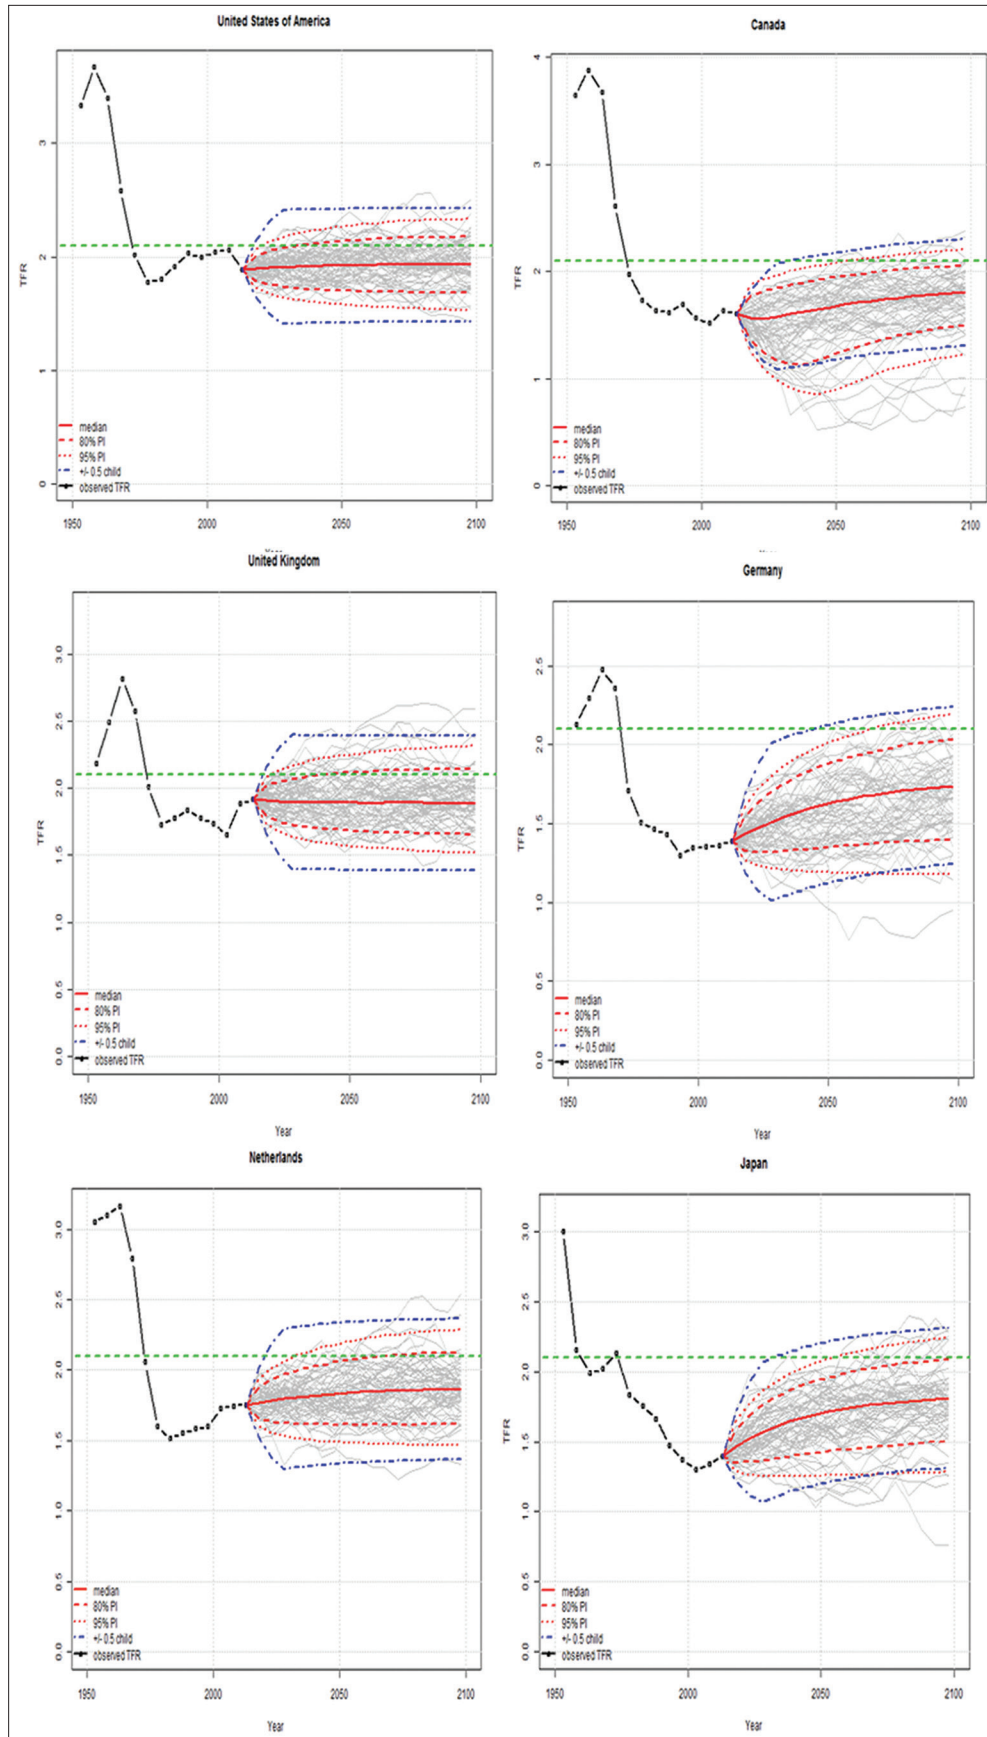 United States of America
TFR
3
2
1
0
median
80% PI
95% PI
+/- 0.5 child
observed TFR
1950 2000 2050 2100
Canada
TFR
4
3
2
1
0
median
80% PI
95% PI
+/- 0.5 child
observed TFR
1950 2000 2050 2100
United Kingdom
TFR
3.0
2.5
2.0
1.5
1.0
0.5
0.0
median
80% PI
95% PI
+/- 0.5 child
observed TFR
1950 2000 2050 2100
Year
Germany
TFR
2.5
2.0
1.5
1.0
0.5
0.0
median
80% PI
95% PI
+/- 0.5 child
observed TFR
1950 2000 2050 2100
Year
Netherlands
TFR
3.0
2.5
2.0
1.5
1.0
0.5
0.0
median
80% PI
95% PI
+/- 0.5 child
observed TFR
1950 2000 2050 2100
Year
Japan
TFR
3.0
2.5
2.0
1.5
1.0
0.5
0.0
median
80% PI
95% PI
+/- 0.5 child
observed TFR
1950 2000 2050 2100
Year